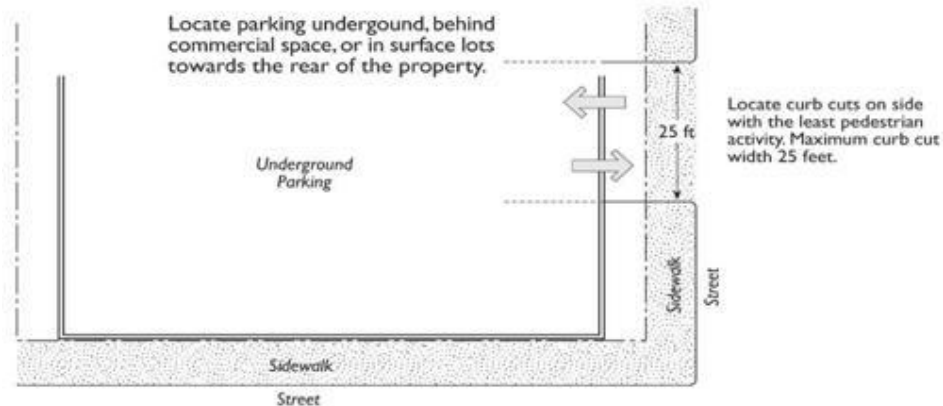 Locate parking undergound, behind
commercial space, or in surface lots
towards the rear of the property.
25 ft
Locate curb cuts on side
with the least pedestrian
activity. Maximum curb cut
width 25 feet.
Underground
Parking
Sidewalk
Street
Sidewalk
Street